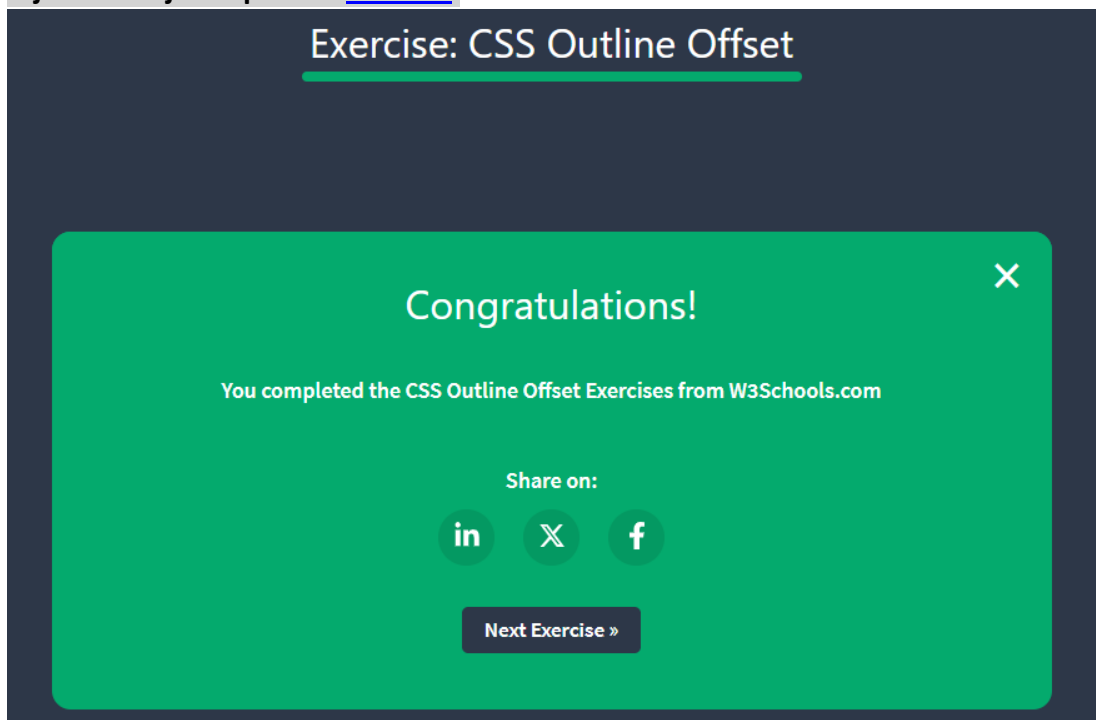 Exercise: CSS Outline Offset
Congratulations!
You completed the CSS Outline Offset Exercises from W3Schools.com
Share on:
in X f
Next Exercise »